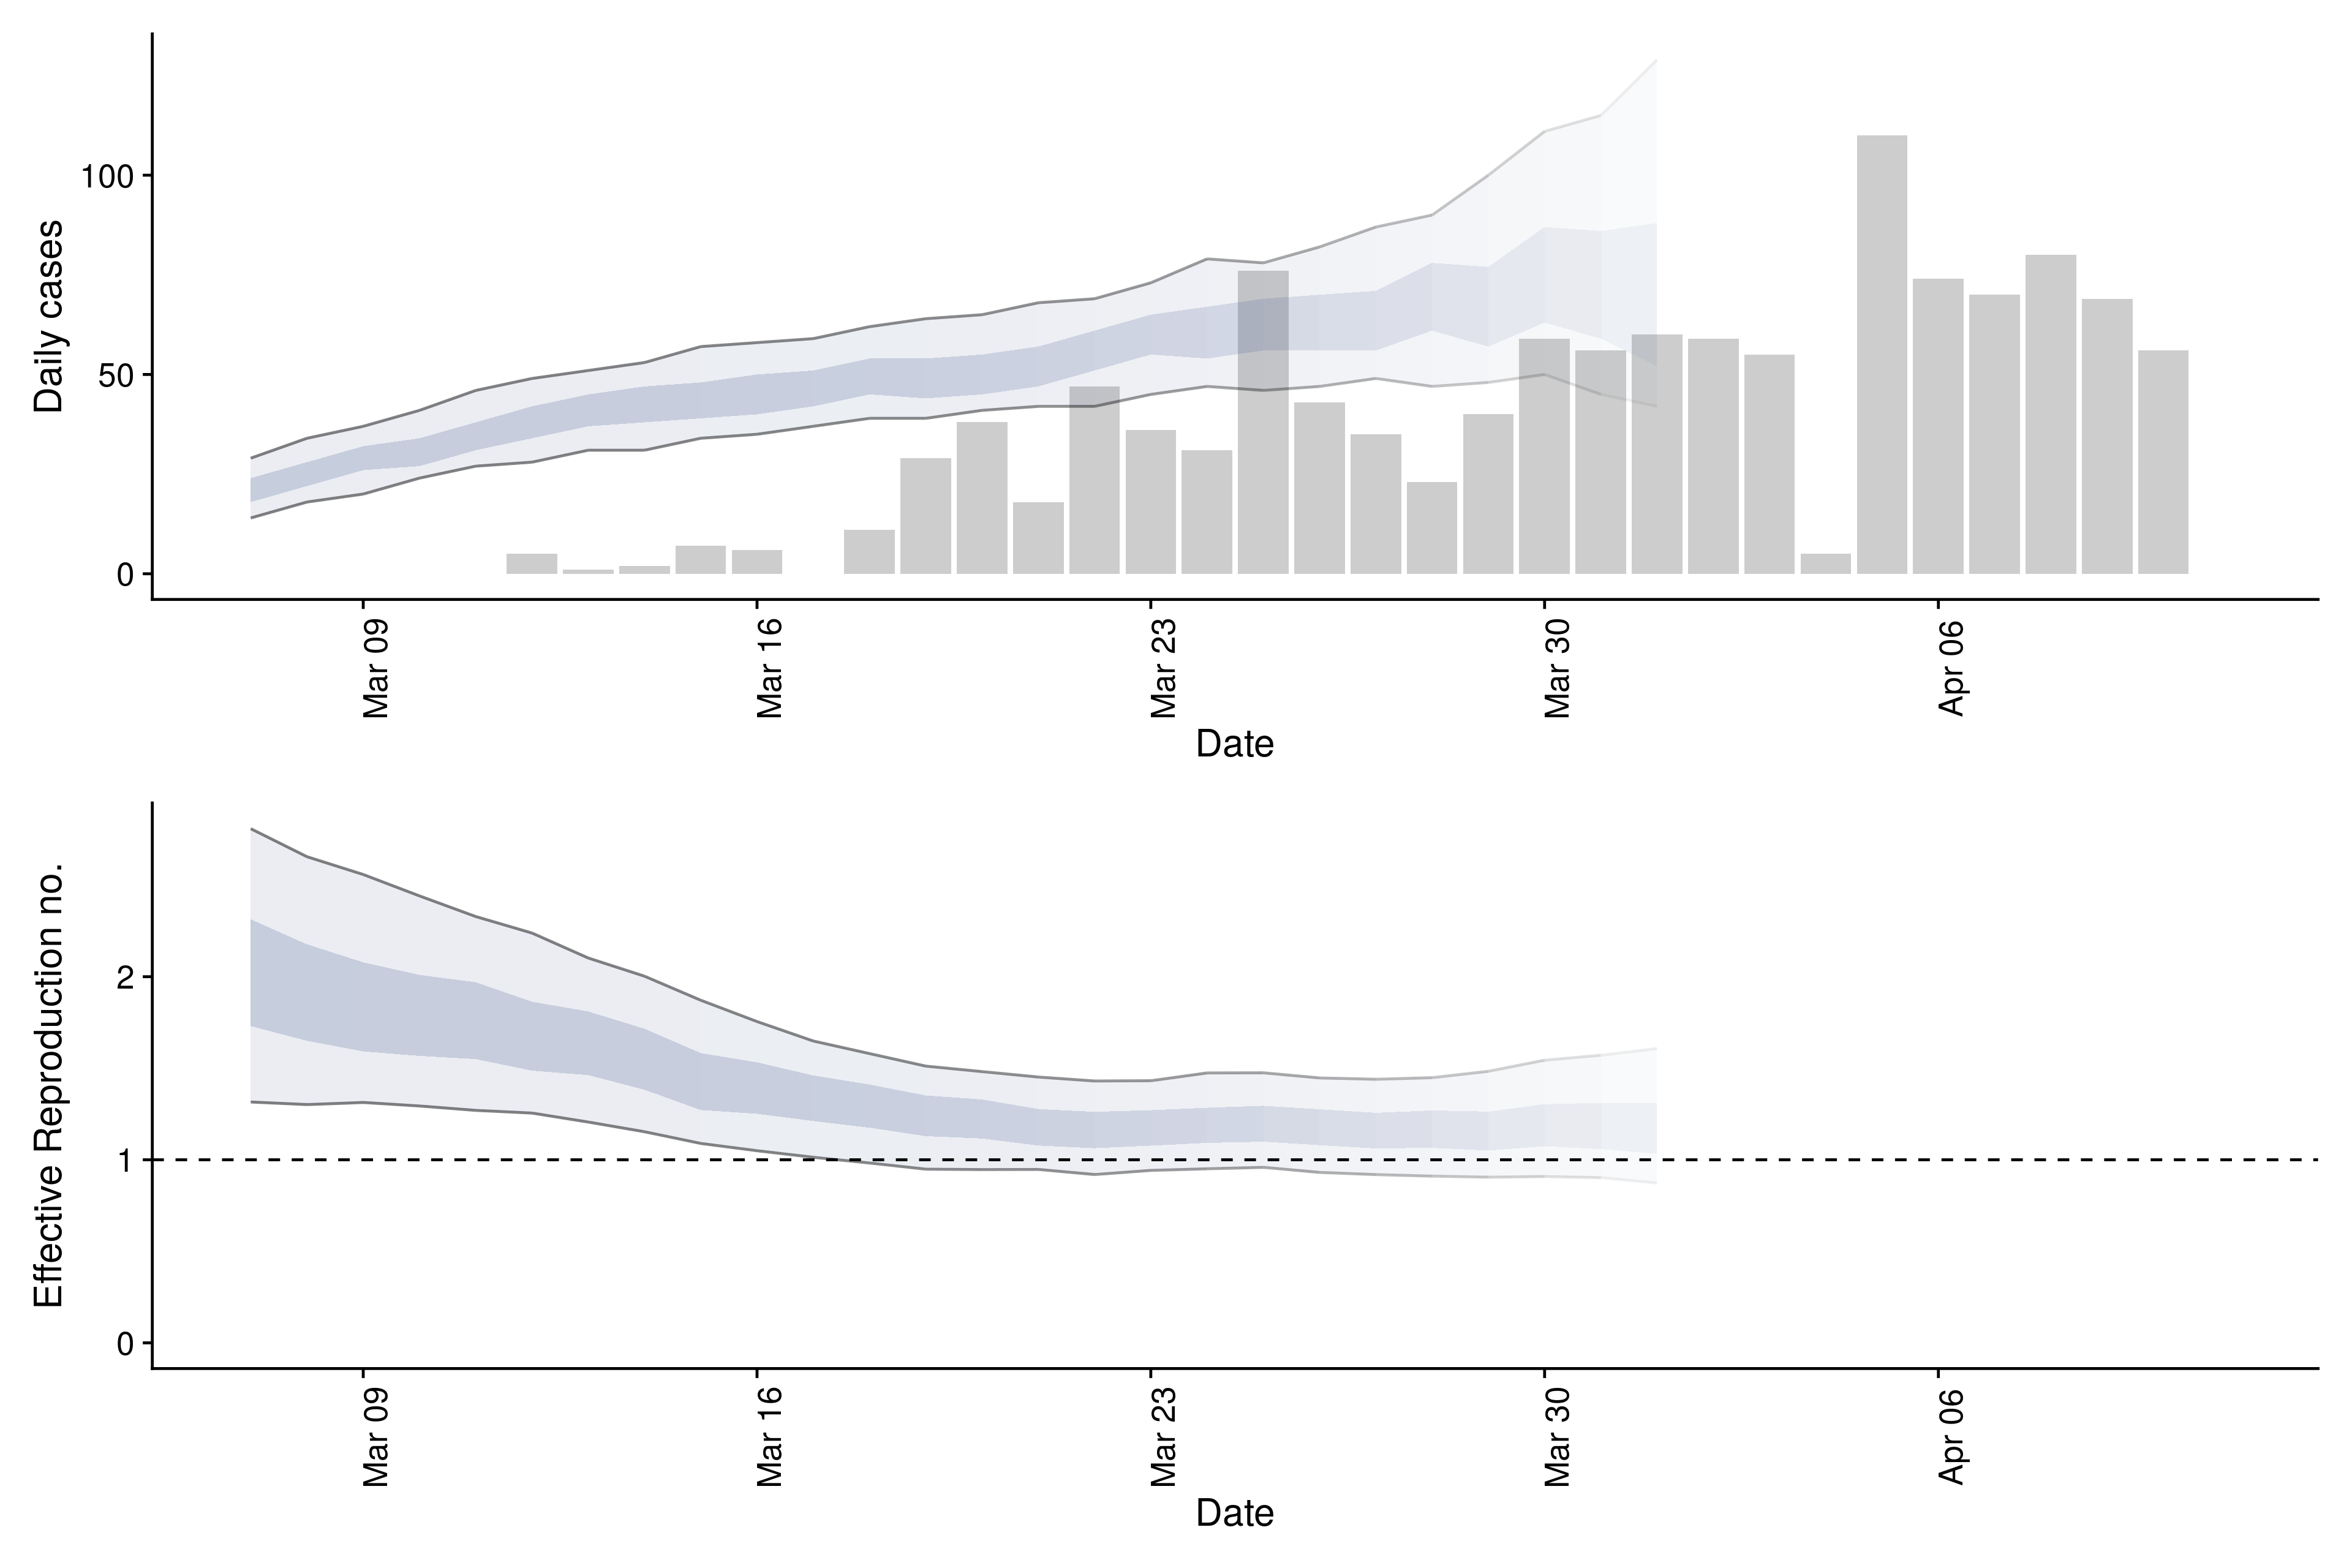 Daily cases
100
50
0
Mar 09
Mar 16
Mar 23
Mar 30
Apr 06
Date
Effective Reproduction no.
2
1
0
Mar 09
Mar 16
Mar 23
Mar 30
Apr 06
Date